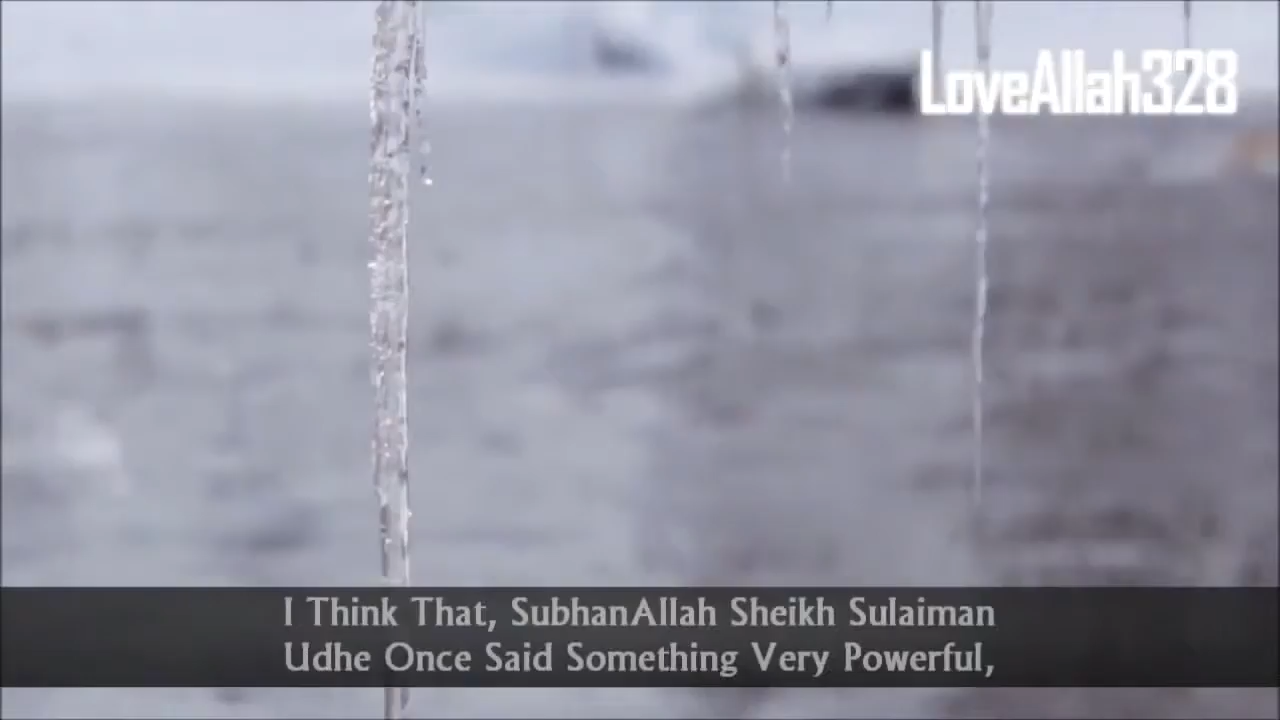 LoveAllah328
I Think That, SubhanAllah Sheikh Sulaiman
Udhe Once Said Something Very Powerful,